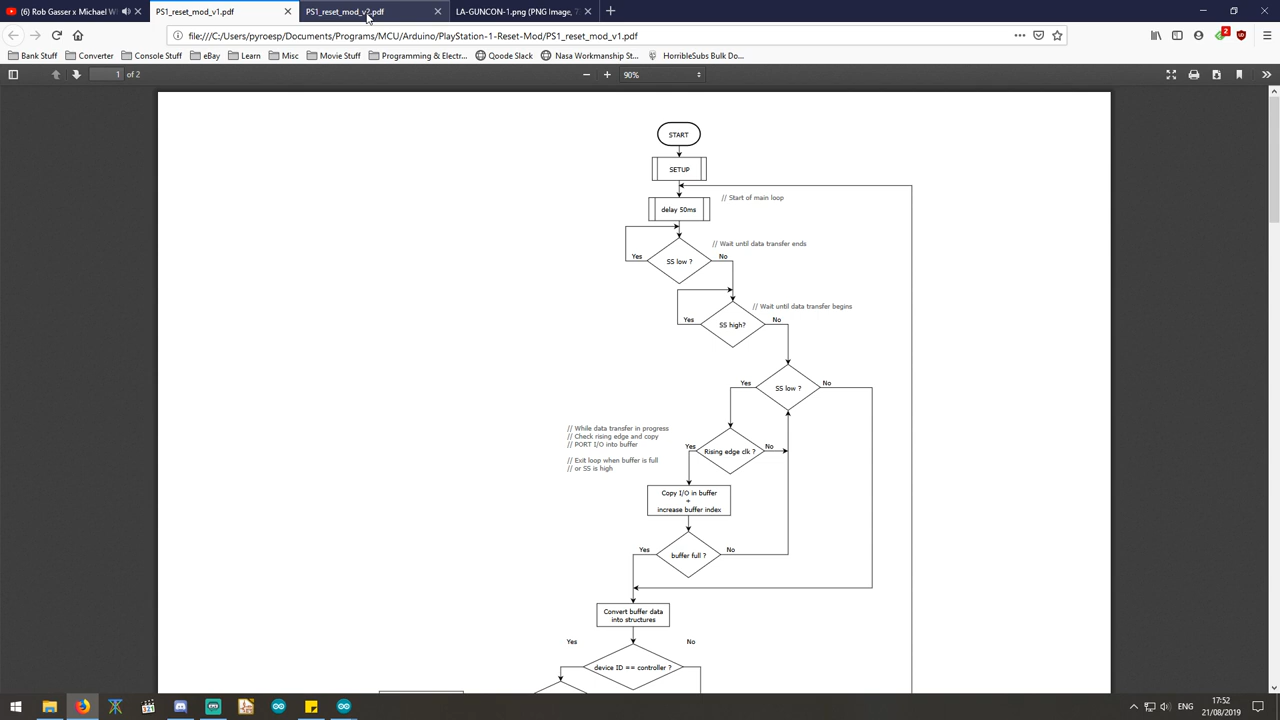 (6) Rob Gasser x Michael W
PS1_reset_mod_v1.pdf
PS1_reset_mod_v2.pdf
LA-GUNCON-1.png (PNG Image, 7
file:///C:/Users/pyroesp/Documents/Programs/MCU/Arduino/PlayStation-1-Reset-Mod/PS1_reset_mod_v1.pdf
2
Bank Stuff
Converter
Console Stuff
eBay
Learn
Misc
Movie Stuff
Programming & Electr...
Qoode Slack
Nasa Workmanship St...
HorribleSubs Bulk Do...
1
of 2
90%
START
SETUP
// Start of main loop
delay 50ms
// Wait until data transfer ends
Yes
SS low ?
No
// Wait until data transfer begins
Yes
SS high?
No
Yes
SS low ?
No
// While data transfer in progress
// Check rising edge and copy
// PORT I/O into buffer
// Exit loop when buffer is full
// or SS is high
Yes
Rising edge clk ?
No
Copy I/O in buffer
+
increase buffer index
Yes
buffer full ?
No
Convert buffer data
into structures
Yes
No
device ID == controller ?
ENG
17:52
21/08/2019